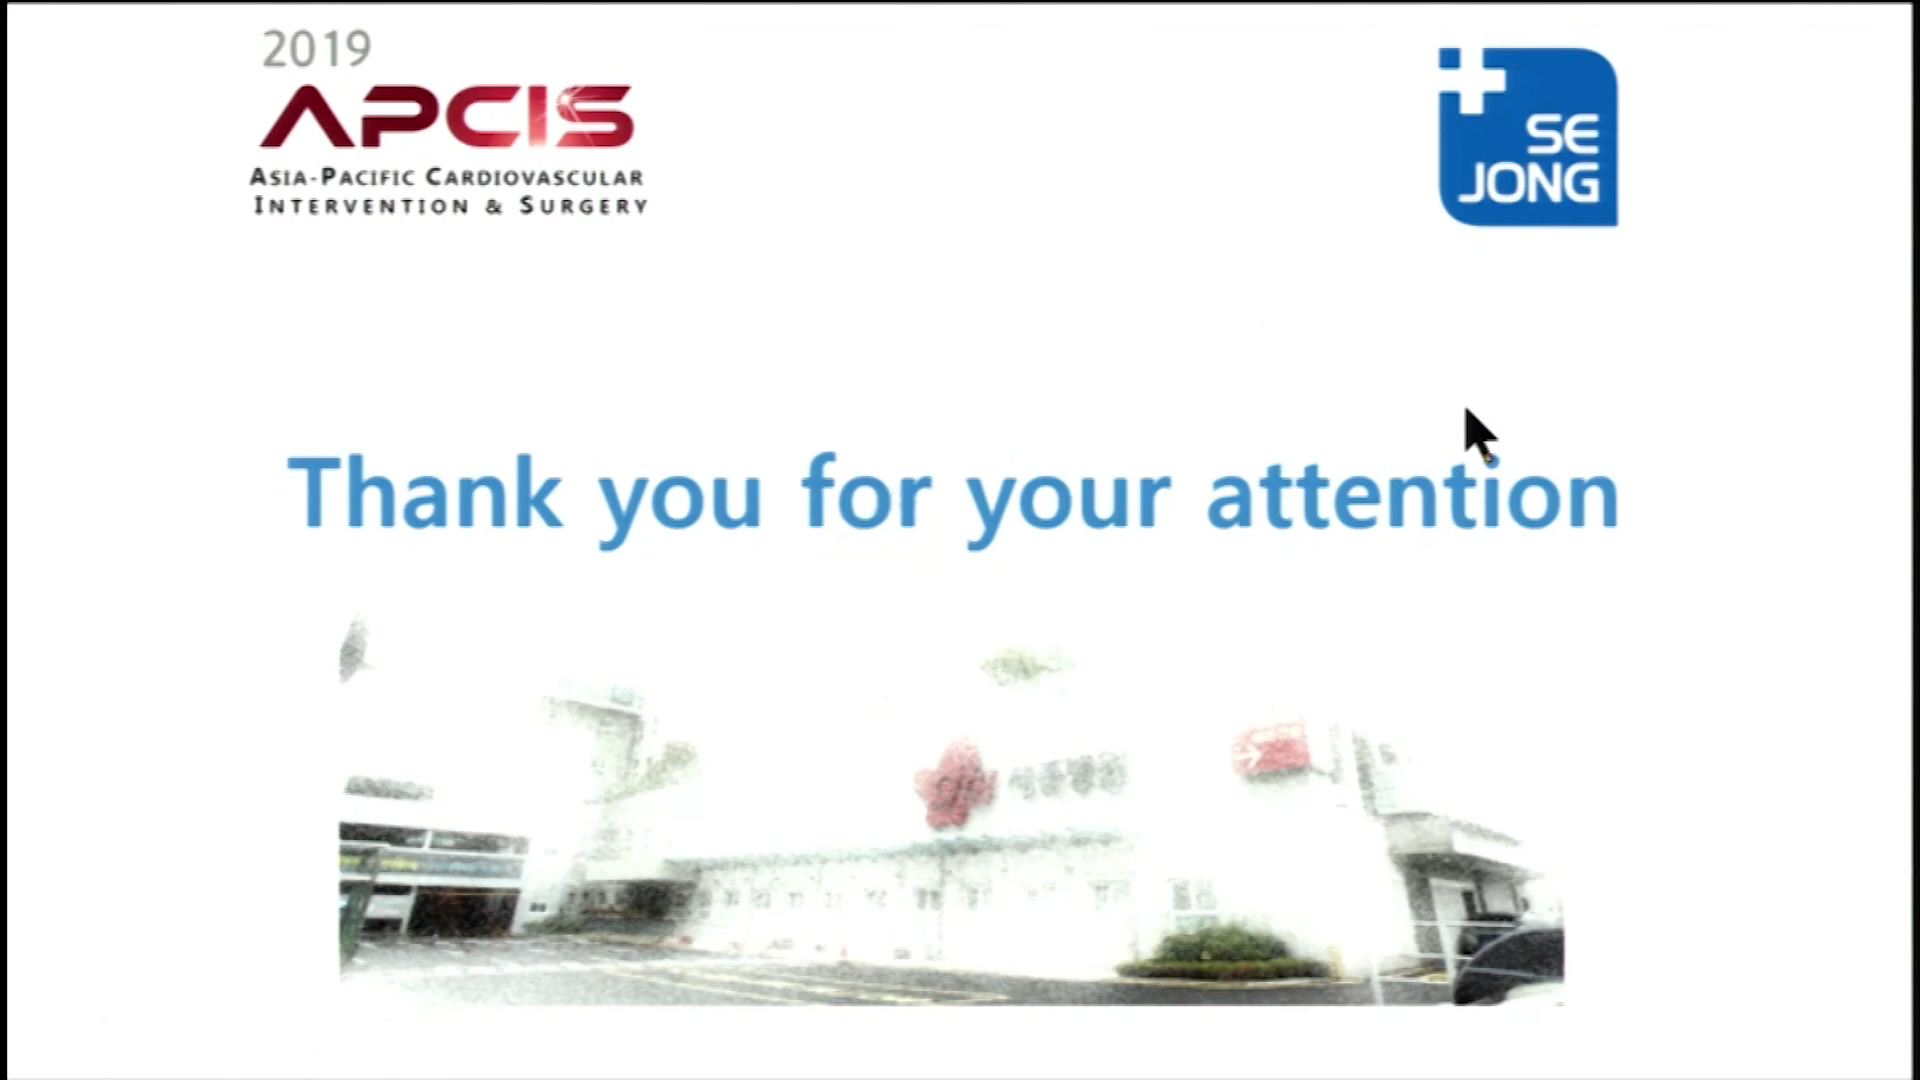 2019
APCIS
ASIA-PACIFIC CARDIOVASCULAR
INTERVENTION & SURGERY
SE
JONG
Thank you for your attention